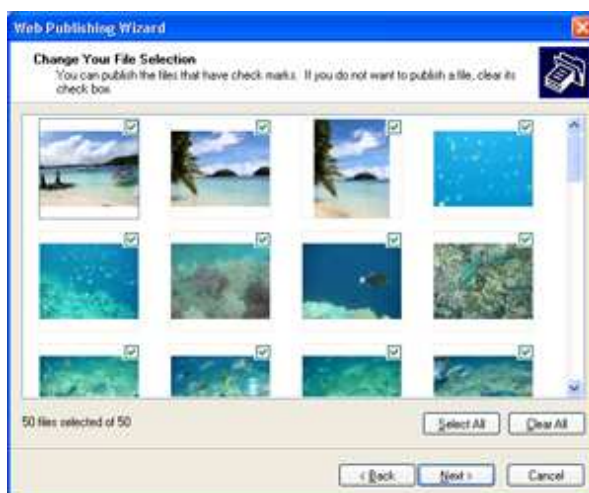 Web Publishing Wizard
Change Your File Selection
You can publish the files that have check marks. If you do not want to publish a file, clear its
check box.
50 files selected of 50
Select All
Clear All
< Back
Next >
Cancel